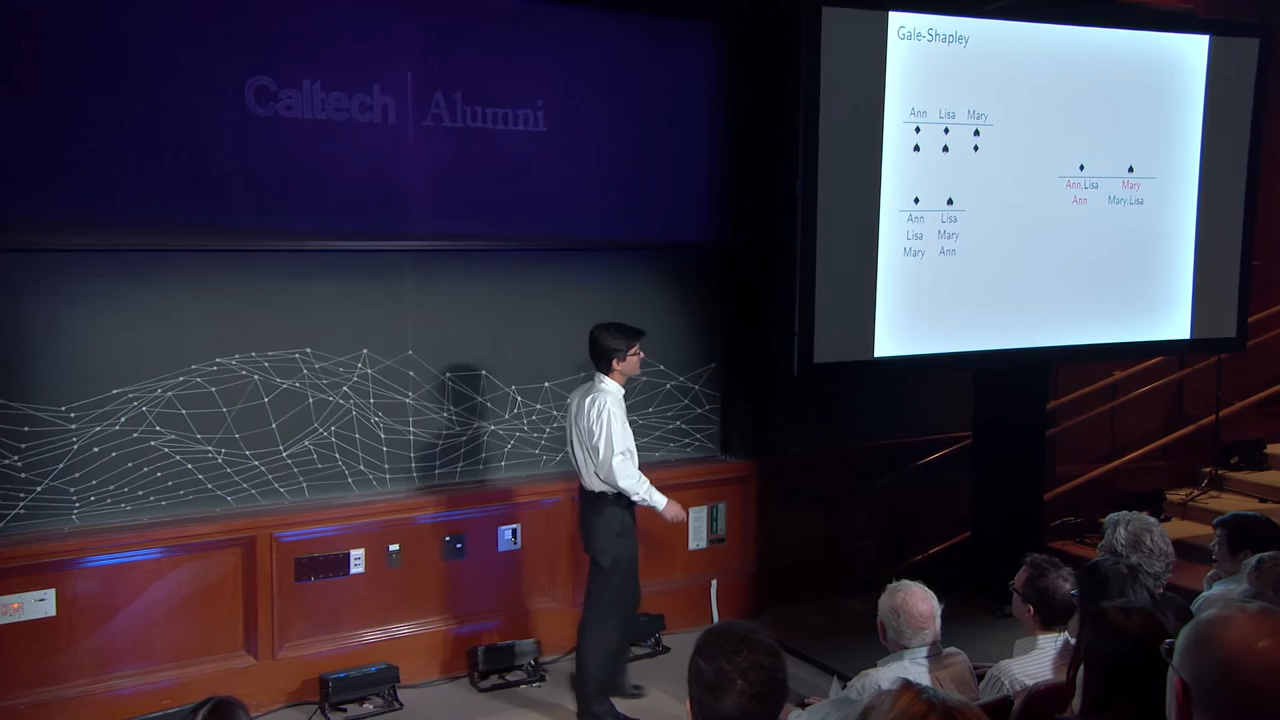 Caltech | Alumni
Gale-Shapley
Ann Lisa Mary
♦ ♦ ♠
♠ ♠ ♦
♦ ♠
Ann Lisa
Lisa Mary
Mary Ann
♦ ♠
Ann,Lisa Mary
Ann Mary,Lisa